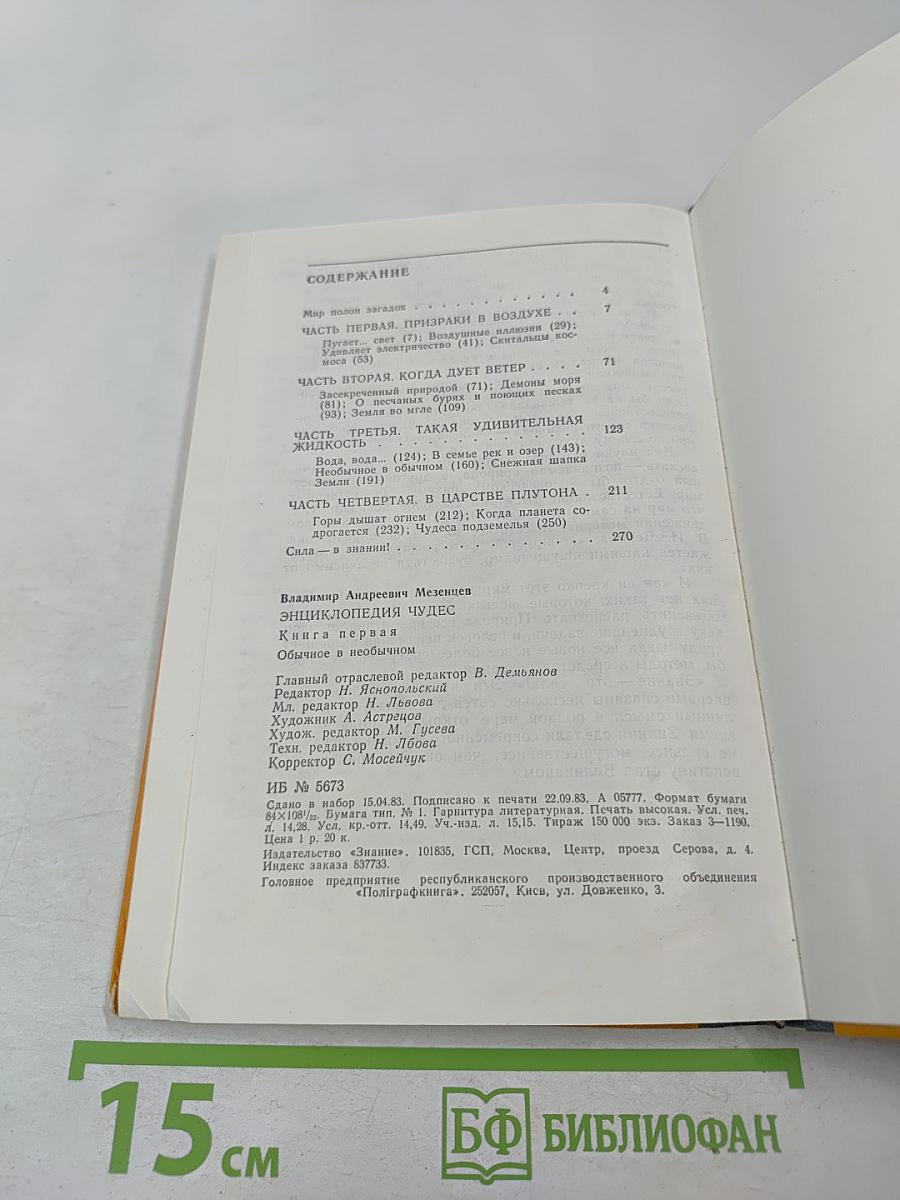 СОДЕРЖАНИЕ
Мир полон загадок . . . . . . . . . . . . 4
ЧАСТЬ ПЕРВАЯ. ПРИЗРАКИ В ВОЗДУХЕ . . 7
Пугает... свет (7); Воздушные иллюзии (29);
Удивляет электричество (41); Скитальцы кос-
моса (53)
ЧАСТЬ ВТОРАЯ. КОГДА ДУЕТ ВЕТЕР . . . . 71
Засекреченный природой (71); Демоны моря
(81); О песчаных бурях и поющих песках
(93); Земля во мгле (109)
ЧАСТЬ ТРЕТЬЯ. ТАКАЯ УДИВИТЕЛЬНАЯ
ЖИДКОСТЬ . . . . . . . . . . . . . 123
Вода, вода... (124); В семье рек и озер (143);
Необычное в обычном (160); Снежная шапка
Земли (191)
ЧАСТЬ ЧЕТВЕРТАЯ. В ЦАРСТВЕ ПЛУТОНА . 211
Горы дышат огнем (212); Когда планета со-
дрогается (232); Чудеса подземелья (250)
Сила — в знании! . . . . . . . . . . . . 270
Владимир Андреевич Мезенцев
ЭНЦИКЛОПЕДИЯ ЧУДЕС
Книга первая
Обычное в необычном
Главный отраслевой редактор В. Демьянов
Редактор Н. Яснопольский
Мл. редактор Н. Львова
Художник А. Астрецов
Худож. редактор М. Гусева
Техн. редактор Н. Лбова
Корректор С. Мосейчук
ИБ № 5673
Сдано в набор 15.04.83. Подписано к печати 22.09.83. А 05777. Формат бумаги
84×108¹/₃₂. Бумага тип. № 1. Гарнитура литературная. Печать высокая. Усл. печ.
л. 14,28. Усл. кр.-отт. 14,49. Уч.-изд. л. 15,15. Тираж 150 000 экз. Заказ 3—1190.
Цена 1 р. 20 к.
Издательство «Знание». 101835, ГСП, Москва, Центр, проезд Серова, д. 4.
Индекс заказа 837733.
Головное предприятие республиканского производственного объединения
«Поліграфкнига». 252057, Киев, ул. Довженко, 3.
15 см
БФ БИБЛИОФАН